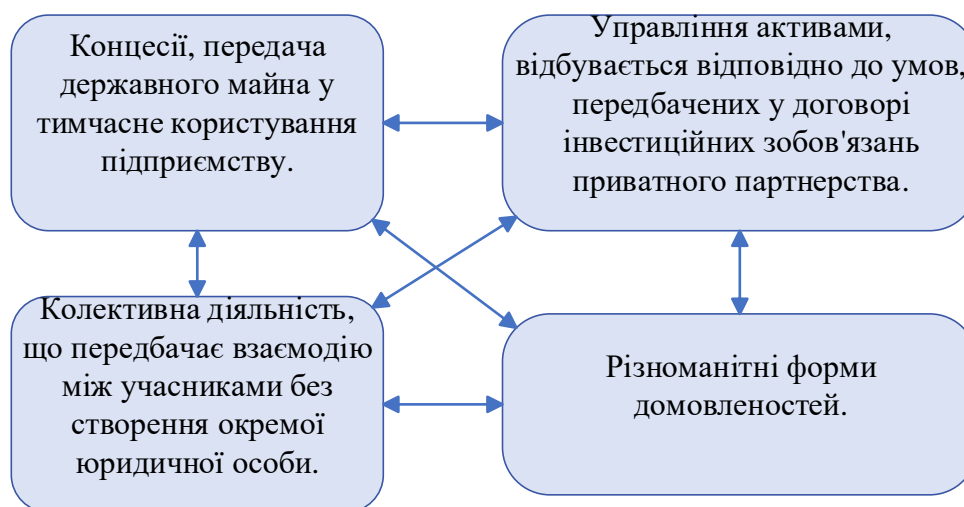 Концесії, передача
державного майна у
тимчасне користування
підприємству.
Управління активами,
відбувається відповідно до умов,
передбачених у договорі
інвестиційних зобов'язань
приватного партнерства.
Колективна діяльність,
що передбачає взаємодію
між учасниками без
створення окремої
юридичної особи.
Різноманітні форми
домовленостей.